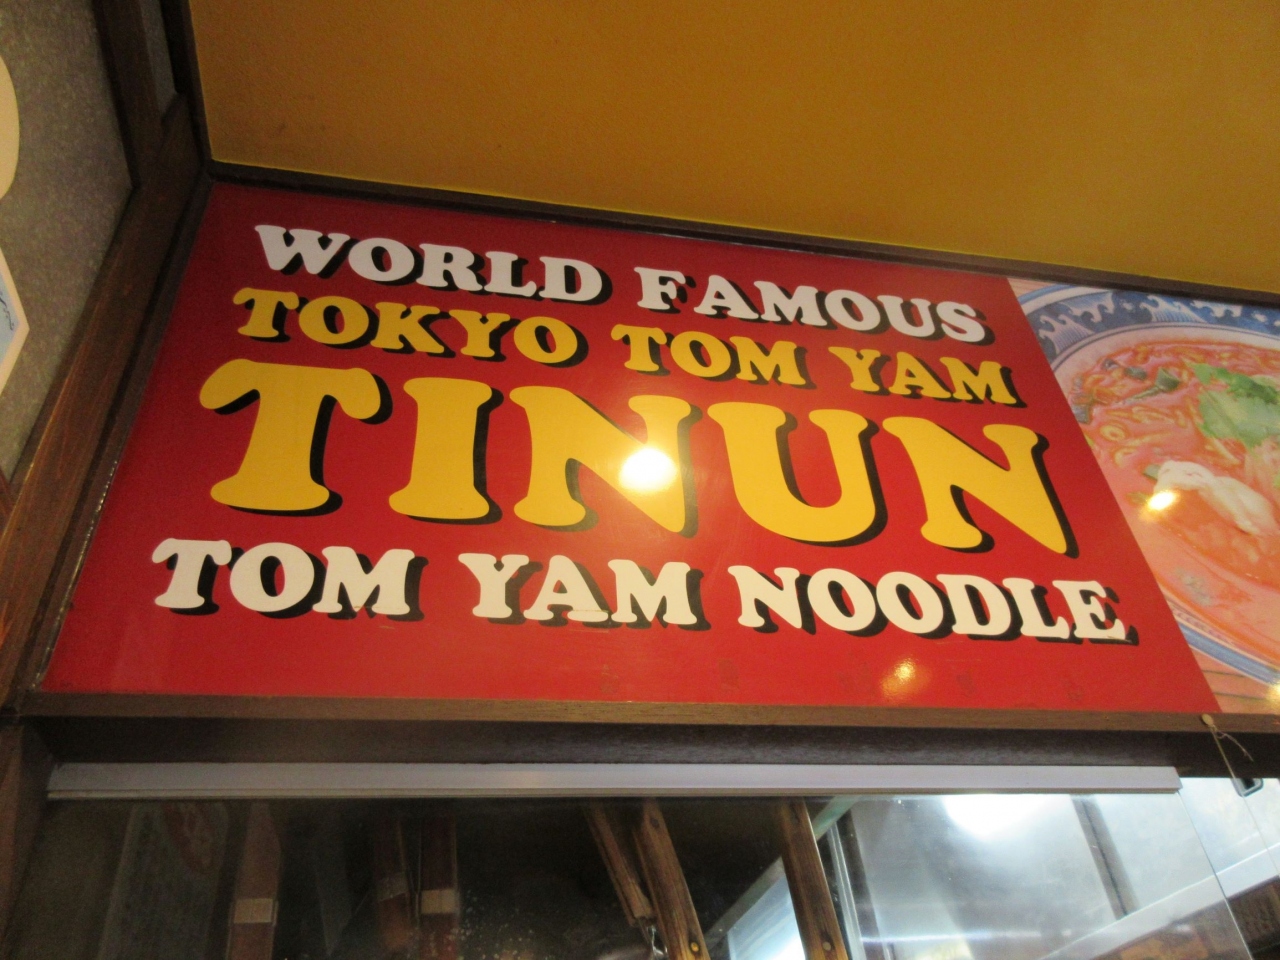 WORLD FAMOUS
TOKYO TOM YAM
TINUN
TOM YAM NOODLE